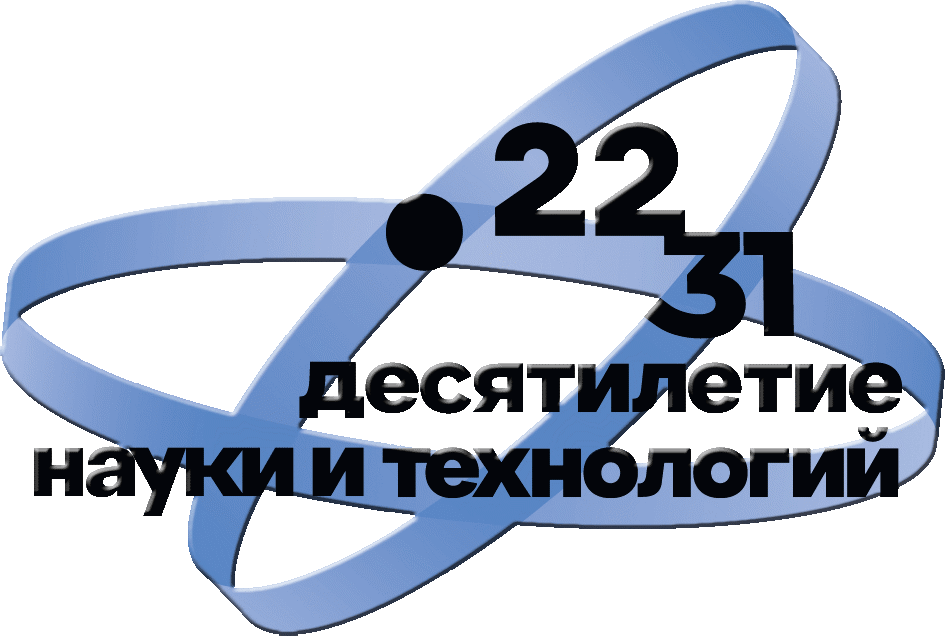 22
31
десятилетие
науки и технологий